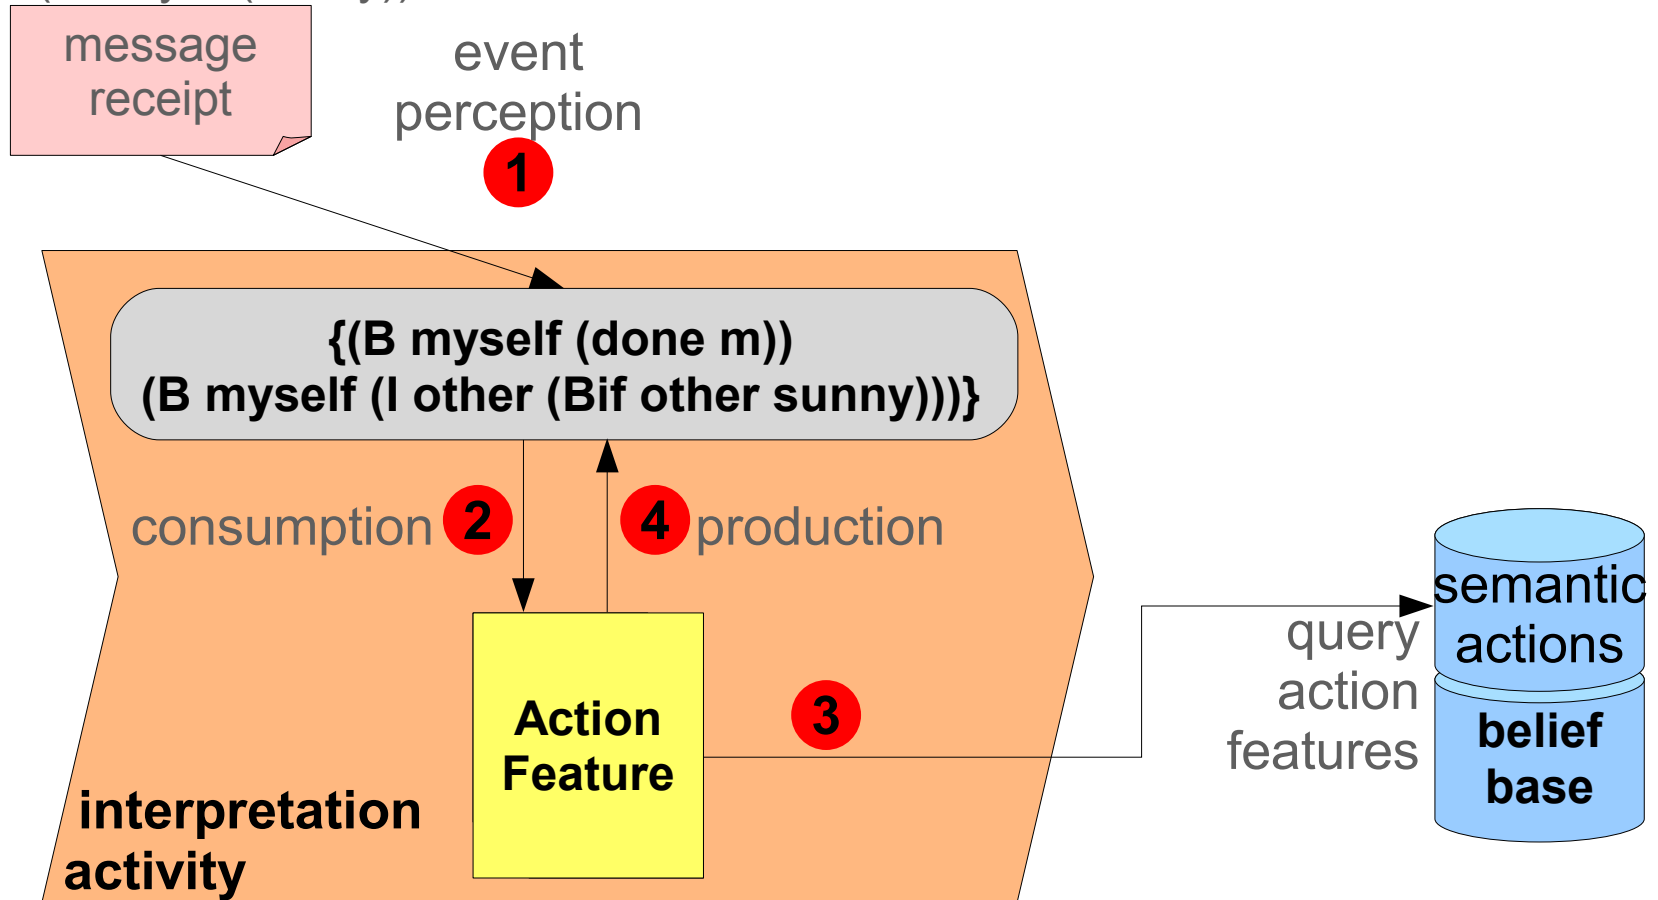 message
receipt
event
perception
1
{(B myself (done m))
(B myself (I other (Bif other sunny)))}
consumption 2
4 production
Action
Feature
3
query
action
features
semantic
actions
belief
base
interpretation
activity